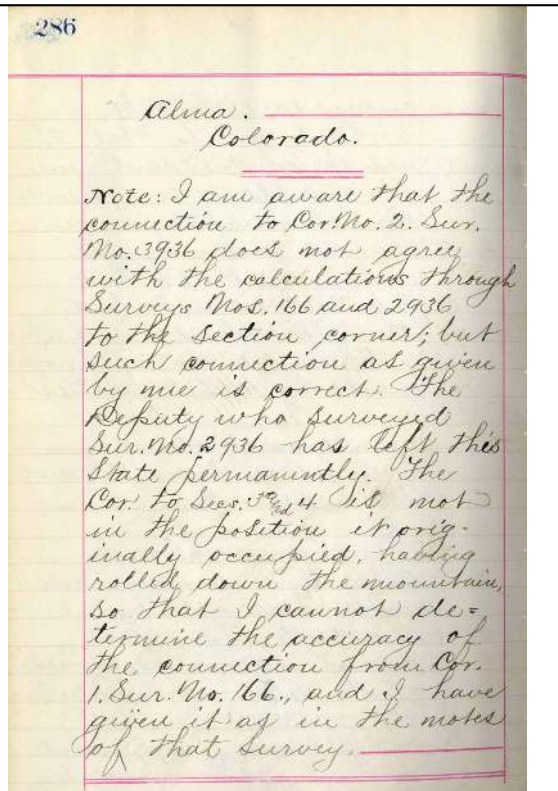 286
Alma.
Colorado.
Note: I am aware that the
connection to Cor. No. 2. Sur.
No. 3936 does not agree
with the calculations through
Surveys Nos. 166 and 2936
to the section corner; but
such connection as given
by me is correct. The
Deputy who surveyed
Sur. No. 2936 has left this
State permanently. The
Cor. to Secs. 3 and 4 is not
in the position it orig-
inally occupied, having
rolled down the mountain,
so that I cannot de=
termine the accuracy of
the connection from Cor.
1. Sur. No. 166., and I have
given it as in the notes
of that survey.